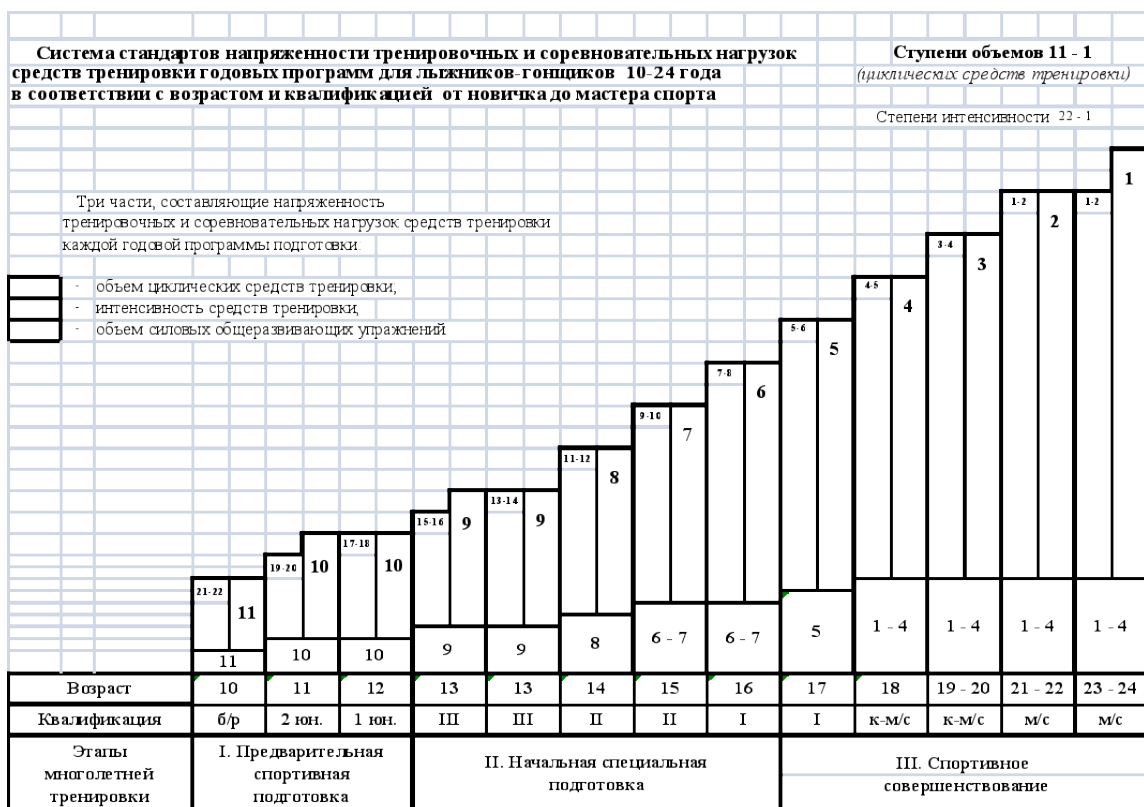 Система стандартов напряженности тренировочных и соревновательных нагрузок
средств тренировки годовых программ для лыжников-гонщиков 10-24 года
в соответствии с возрастом и квалификацией от новичка до мастера спорта
Ступени объемов 11 - 1
(циклических средств тренировки)
Степени интенсивности 22 - 1
Три части, составляющие напряженность
тренировочных и соревновательных нагрузок средств тренировки
каждой годовой программы подготовки
- объем циклических средств тренировки,
- интенсивность средств тренировки,
- объем силовых общеразвивающих упражнений
21-22 11 19-20 10 17-18 10 15-16 9 13-14 9 11-12 8 9-10 7 7-8 6 5-6 5 4-5 4 3-4 3 1-2 2 1-2 1
11 10 10 9 9 8 6 - 7 6 - 7 5 1 - 4 1 - 4 1 - 4 1 - 4
Возраст 10 11 12 13 13 14 15 16 17 18 19 - 20 21 - 22 23 - 24
Квалификация б/р 2 юн. 1 юн. III III II II I I к-м/с к-м/с м/с м/с
Этапы
многолетней
тренировки
I. Предварительная
спортивная
подготовка
II. Начальная специальная
подготовка
III. Спортивное
совершенствование